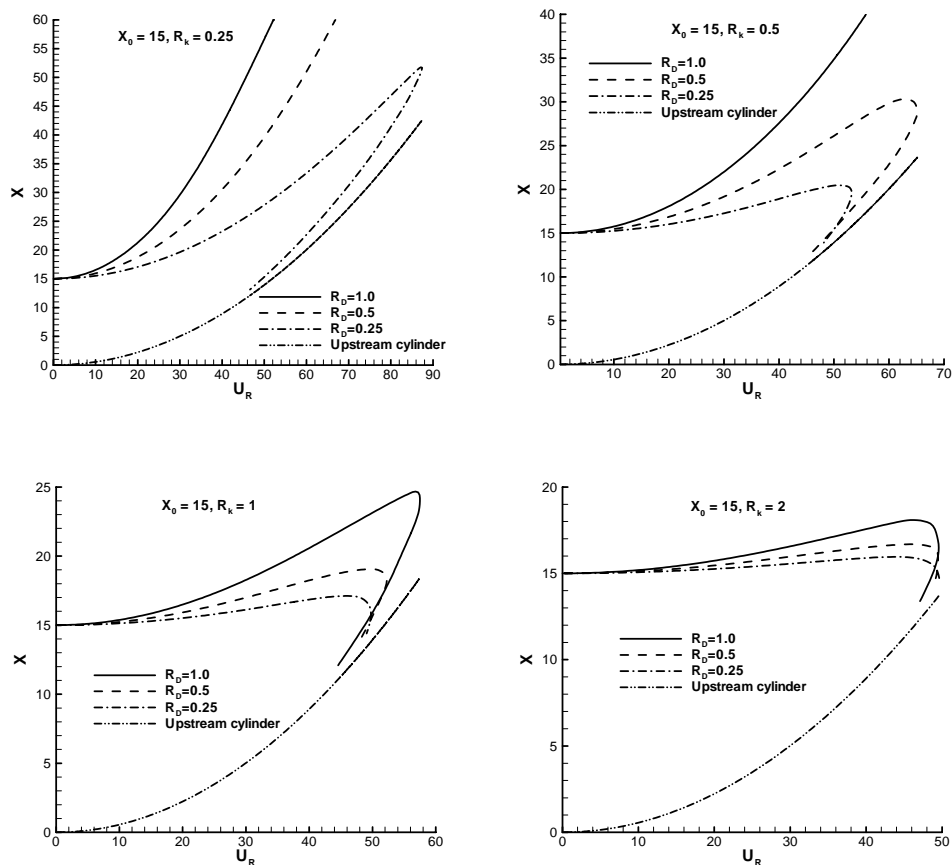 X₀ = 15, Rₖ = 0.25
60
55
50
45
40
35
30
25
20
15
10
5
0
X
R_D=1.0
R_D=0.5
R_D=0.25
Upstream cylinder
0 10 20 30 40 50 60 70 80 90
U_R
X₀ = 15, Rₖ = 0.5
40
35
30
25
20
15
10
5
0
X
R_D=1.0
R_D=0.5
R_D=0.25
Upstream cylinder
10 20 30 40 50 60 70
U_R
X₀ = 15, Rₖ = 1
25
20
15
10
5
0
X
R_D=1.0
R_D=0.5
R_D=0.25
Upstream cylinder
0 10 20 30 40 50 60
U_R
X₀ = 15, Rₖ = 2
20
15
10
5
0
X
R_D=1.0
R_D=0.5
R_D=0.25
Upstream cylinder
0 10 20 30 40 50
U_R